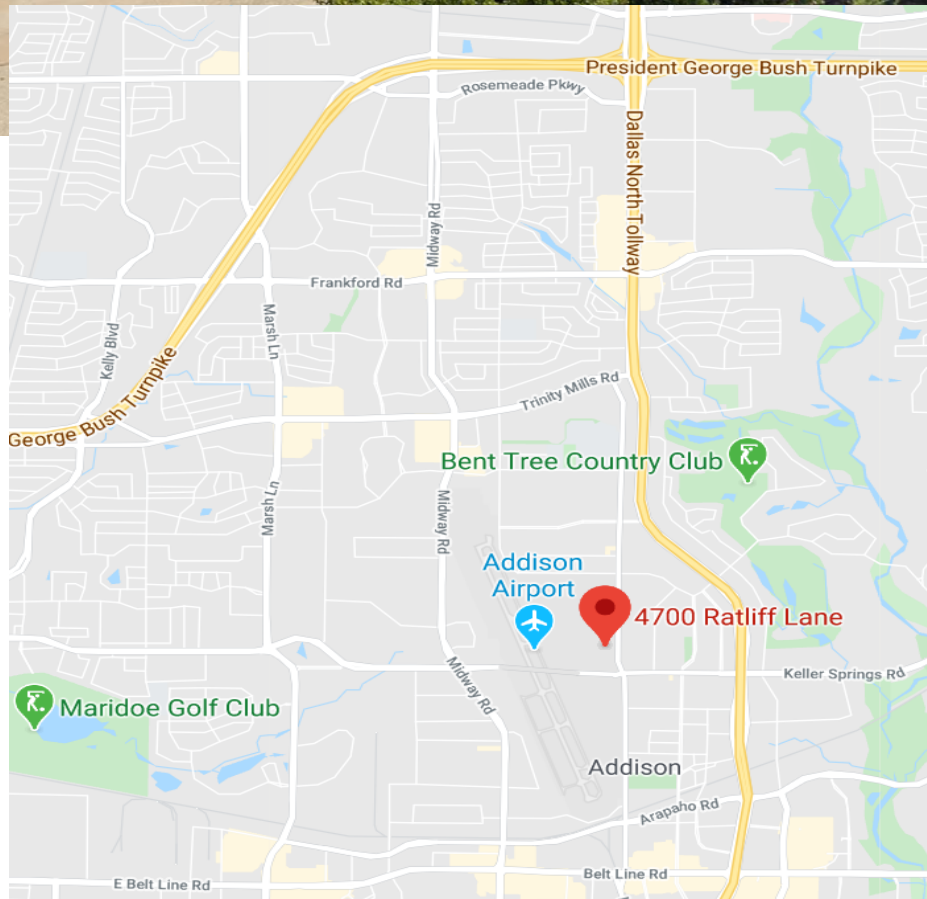 President George Bush Turnpike
Rosemeade Pkwy
Dallas North Tollway
Midway Rd
Frankford Rd
Marsh Ln
Kelly Blvd
George Bush Turnpike
Trinity Mills Rd
Bent Tree Country Club
Marsh Ln
Midway Rd
Addison
Airport
4700 Ratliff Lane
Midway Rd
Keller Springs Rd
Maridoe Golf Club
Addison
Arapaho Rd
E Belt Line Rd
Belt Line Rd